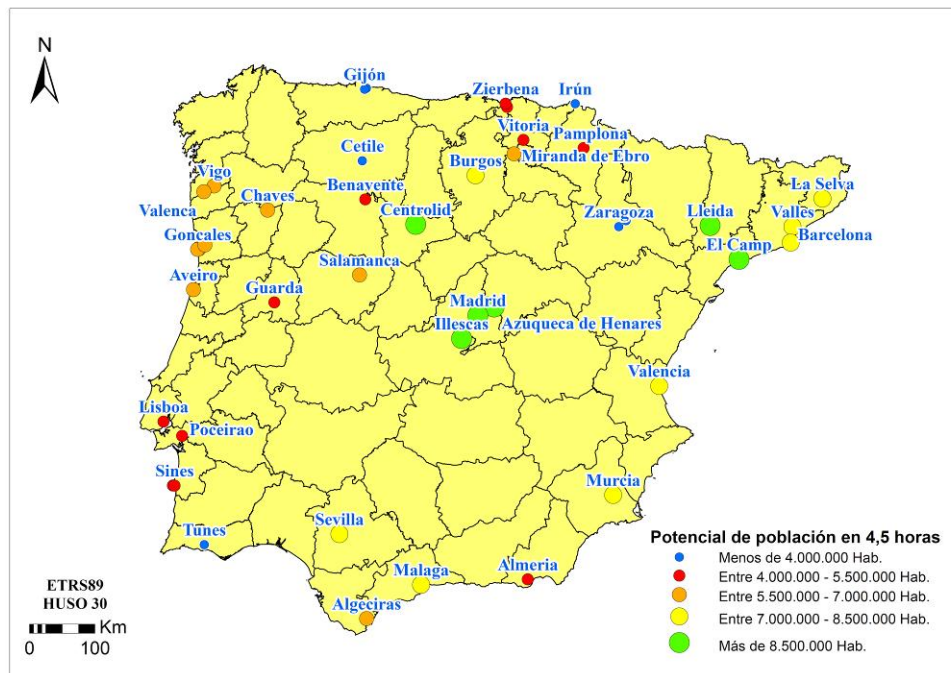 N
Gijón
Zierbena
Irún
Vitoria
Pamplona
Cetile
Burgos
Miranda de Ebro
Vigo
Benavente
La Selva
Chaves
Valenca
Centrolid
Zaragoza
Lleida
Valles
Goncales
Barcelona
El Camp
Aveiro
Salamanca
Guarda
Madrid
Illescas
Azuqueca de Henares
Valencia
Lisboa
Poceirao
Sines
Murcia
Tunes
Sevilla
Malaga
Almeria
Algeciras
Potencial de población en 4,5 horas
Menos de 4.000.000 Hab.
Entre 4.000.000 - 5.500.000 Hab.
Entre 5.500.000 - 7.000.000 Hab.
Entre 7.000.000 - 8.500.000 Hab.
Más de 8.500.000 Hab.
ETRS89
HUSO 30
Km
0 100